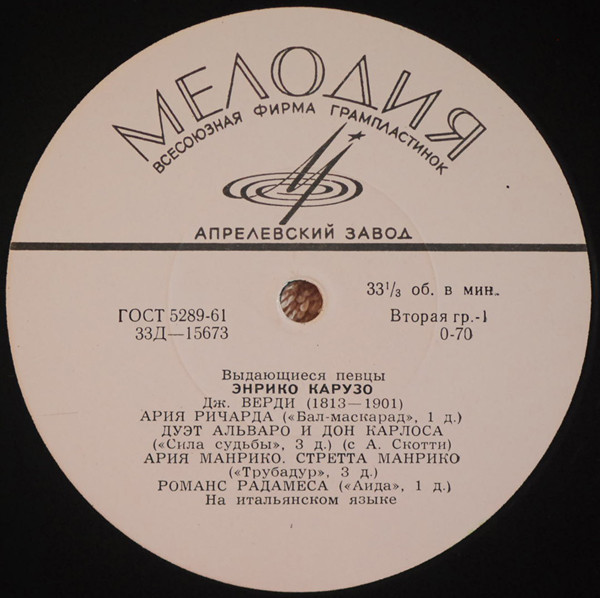 МЕЛОДИЯ
ВСЕСОЮЗНАЯ ФИРМА ГРАМПЛАСТИНОК
АПРЕЛЕВСКИЙ ЗАВОД
33 1/3 об. в мин.
ГОСТ 5289-61
Вторая гр.-1
33Д—15673
0-70
Выдающиеся певцы
ЭНРИКО КАРУЗО
Дж. ВЕРДИ (1813—1901)
АРИЯ РИЧАРДА («Бал-маскарад», 1 д.)
ДУЭТ АЛЬВАРО И ДОН КАРЛОСА
(«Сила судьбы», 3 д.) (с А. Скотти)
АРИЯ МАНРИКО. СТРЕТТА МАНРИКО
(«Трубадур», 3 д.)
РОМАНС РАДАМЕСА («Аида», 1 д.)
На итальянском языке